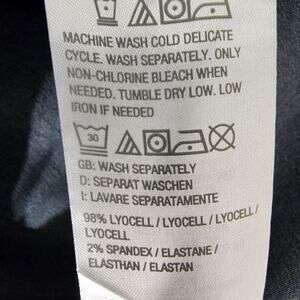 MACHINE WASH COLD DELICATE
CYCLE. WASH SEPARATELY. ONLY
NON-CHLORINE BLEACH WHEN
NEEDED. TUMBLE DRY LOW. LOW
IRON IF NEEDED
30
GB: WASH SEPARATELY
D: SEPARAT WASCHEN
I: LAVARE SEPARATAMENTE
98% LYOCELL / LYOCELL / LYOCELL /
LYOCELL
2% SPANDEX / ELASTANE /
ELASTHAN / ELASTAN